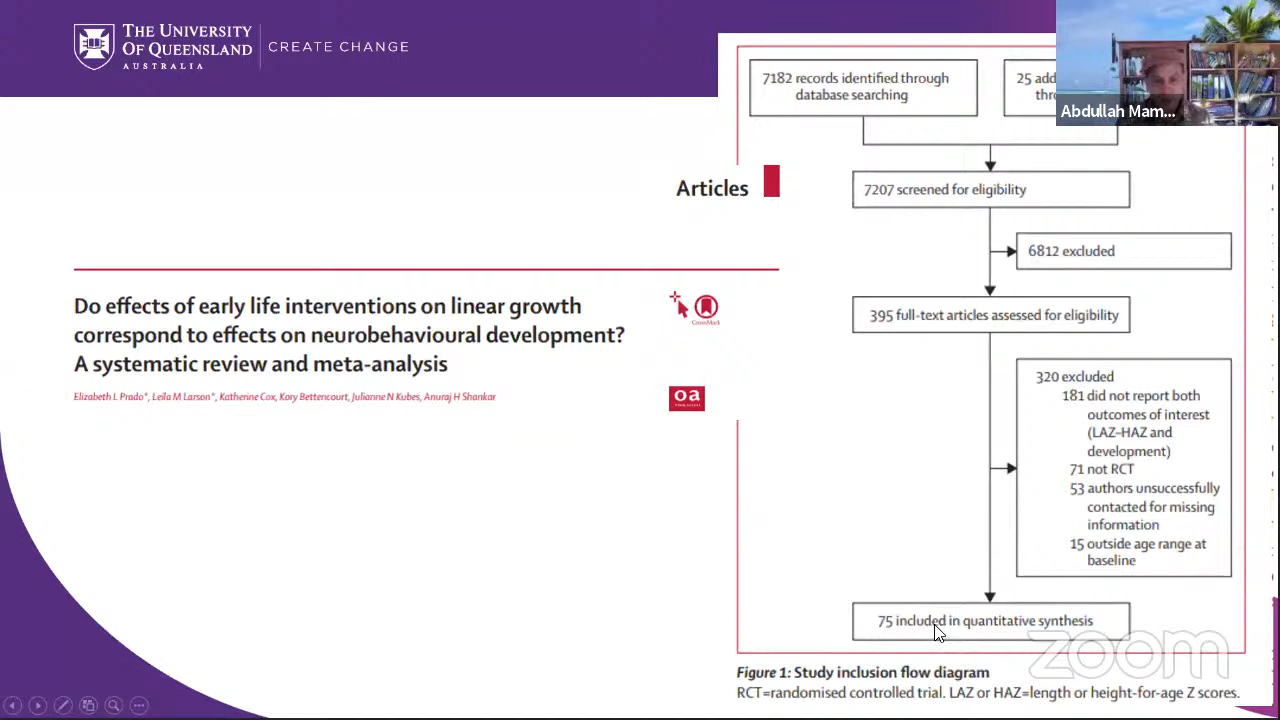 THE UNIVERSITY
OF QUEENSLAND
AUSTRALIA
CREATE CHANGE
Abdullah Mam...
Articles
Do effects of early life interventions on linear growth
correspond to effects on neurobehavioural development?
A systematic review and meta-analysis
Elizabeth L Prado*, Leila M Larson*, Katherine Cox, Kory Bettencourt, Julianne N Kubes, Anuraj H Shankar
CrossMark
oa
7182 records identified through
database searching
25 add
thro
7207 screened for eligibility
6812 excluded
395 full-text articles assessed for eligibility
320 excluded
181 did not report both
outcomes of interest
(LAZ–HAZ and
development)
71 not RCT
53 authors unsuccessfully
contacted for missing
information
15 outside age range at
baseline
75 included in quantitative synthesis
zoom
Figure 1: Study inclusion flow diagram
RCT=randomised controlled trial. LAZ or HAZ=length or height-for-age Z scores.